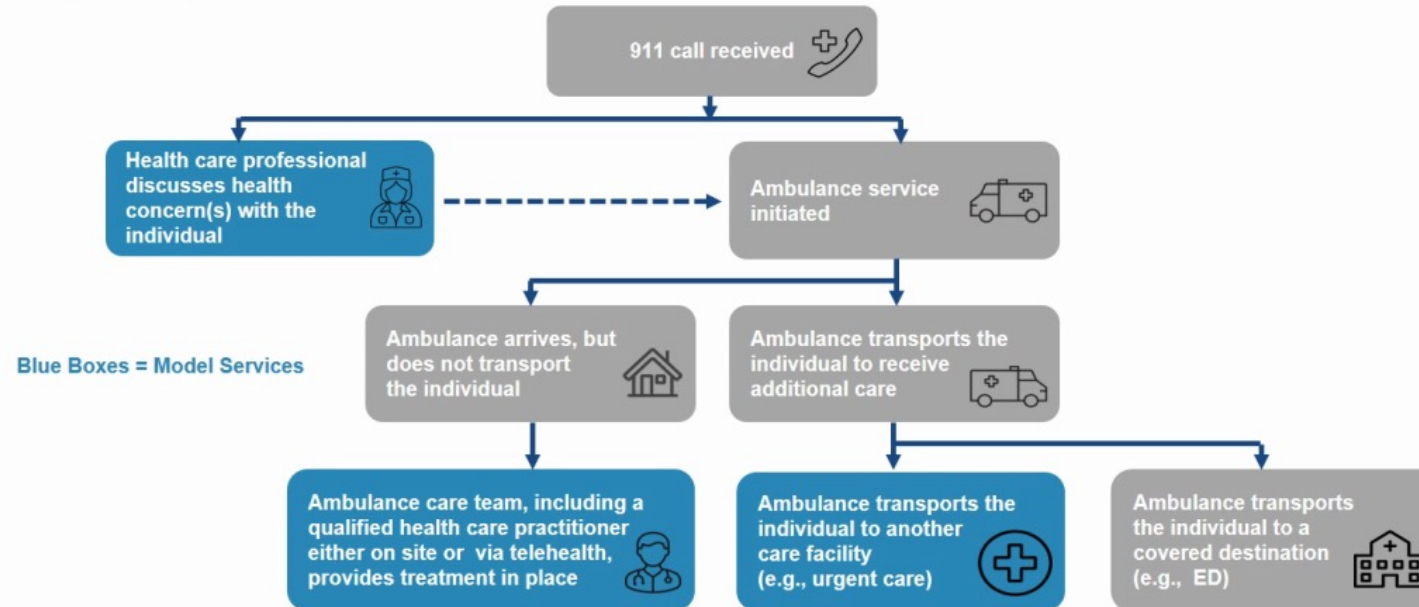 911 call received
Health care professional
discusses health
concern(s) with the
individual
Ambulance service
initiated
Ambulance arrives, but
does not transport
the individual
Ambulance transports the
individual to receive
additional care
Blue Boxes = Model Services
Ambulance care team, including a
qualified health care practitioner
either on site or via telehealth,
provides treatment in place
Ambulance transports the
individual to another
care facility
(e.g., urgent care)
Ambulance transports
the individual to a
covered destination
(e.g., ED)